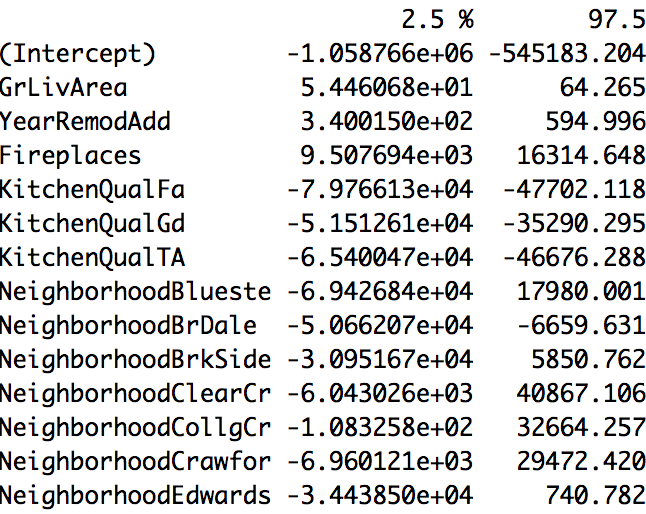 2.5 % 97.5
(Intercept) -1.058766e+06 -545183.204
GrLivArea 5.446068e+01 64.265
YearRemodAdd 3.400150e+02 594.996
Fireplaces 9.507694e+03 16314.648
KitchenQualFa -7.976613e+04 -47702.118
KitchenQualGd -5.151261e+04 -35290.295
KitchenQualTA -6.540047e+04 -46676.288
NeighborhoodBlueste -6.942684e+04 17980.001
NeighborhoodBrDale -5.066207e+04 -6659.631
NeighborhoodBrkSide -3.095167e+04 5850.762
NeighborhoodClearCr -6.043026e+03 40867.106
NeighborhoodCollgCr -1.083258e+02 32664.257
NeighborhoodCrawfor -6.960121e+03 29472.420
NeighborhoodEdwards -3.443850e+04 740.782